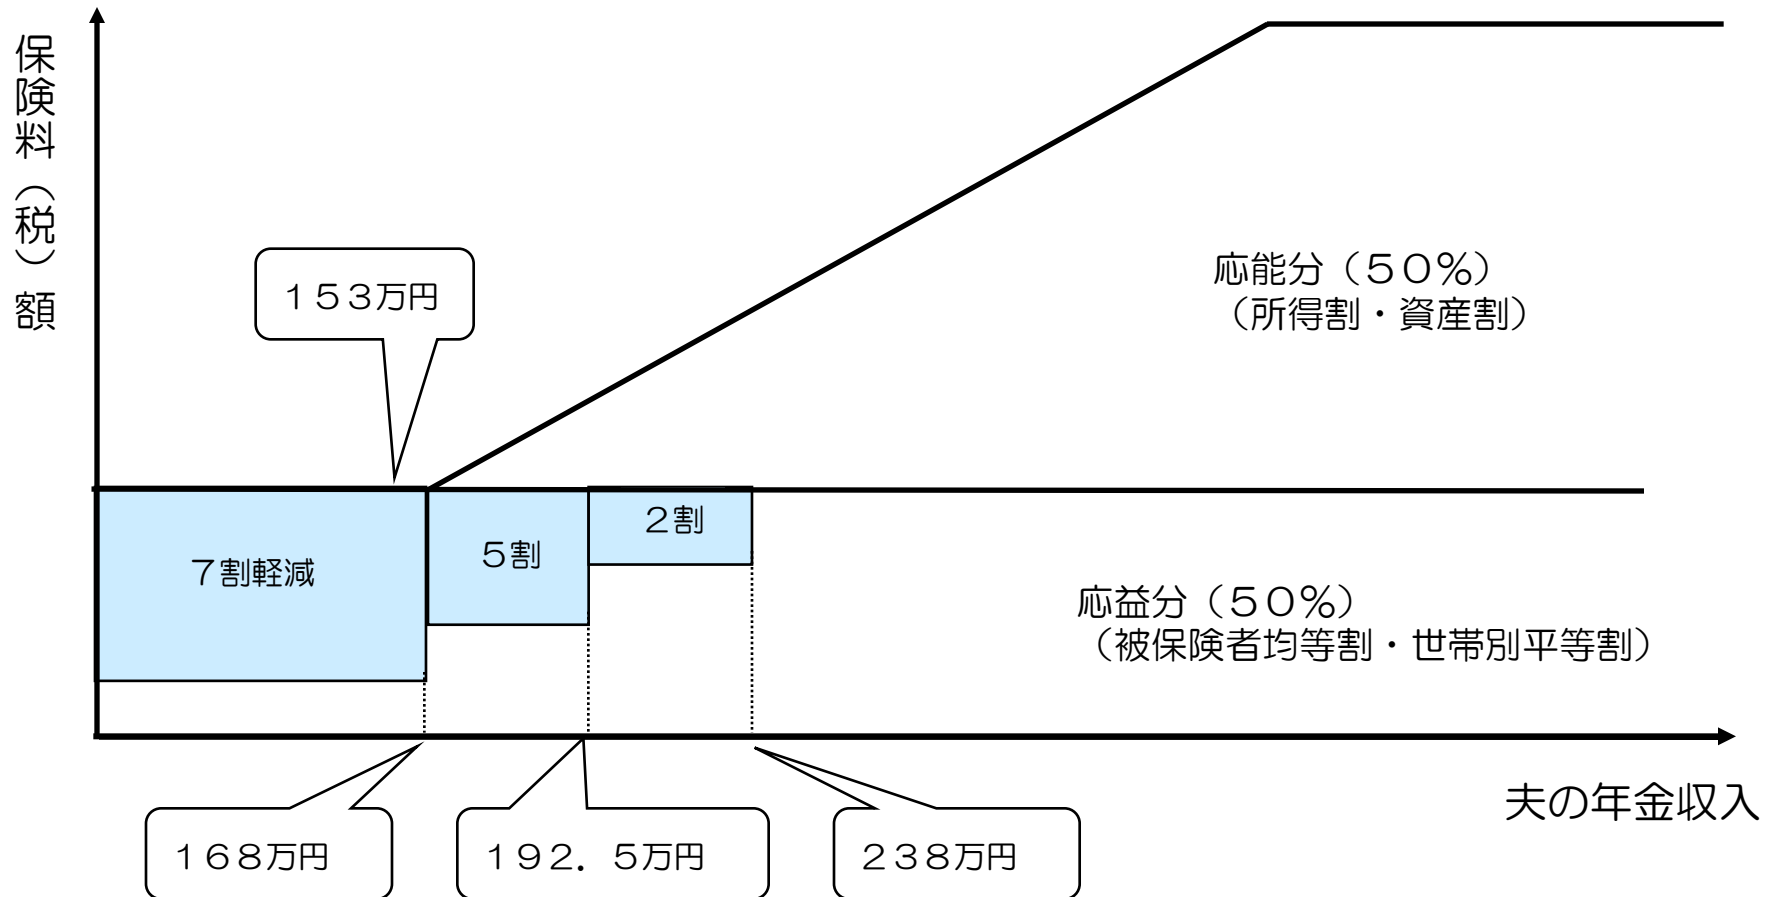 保険料（税）額
１５３万円
応能分（５０％）
（所得割・資産割）
７割軽減
５割
２割
応益分（５０％）
（被保険者均等割・世帯別平等割）
夫の年金収入
１６８万円
１９２．５万円
２３８万円